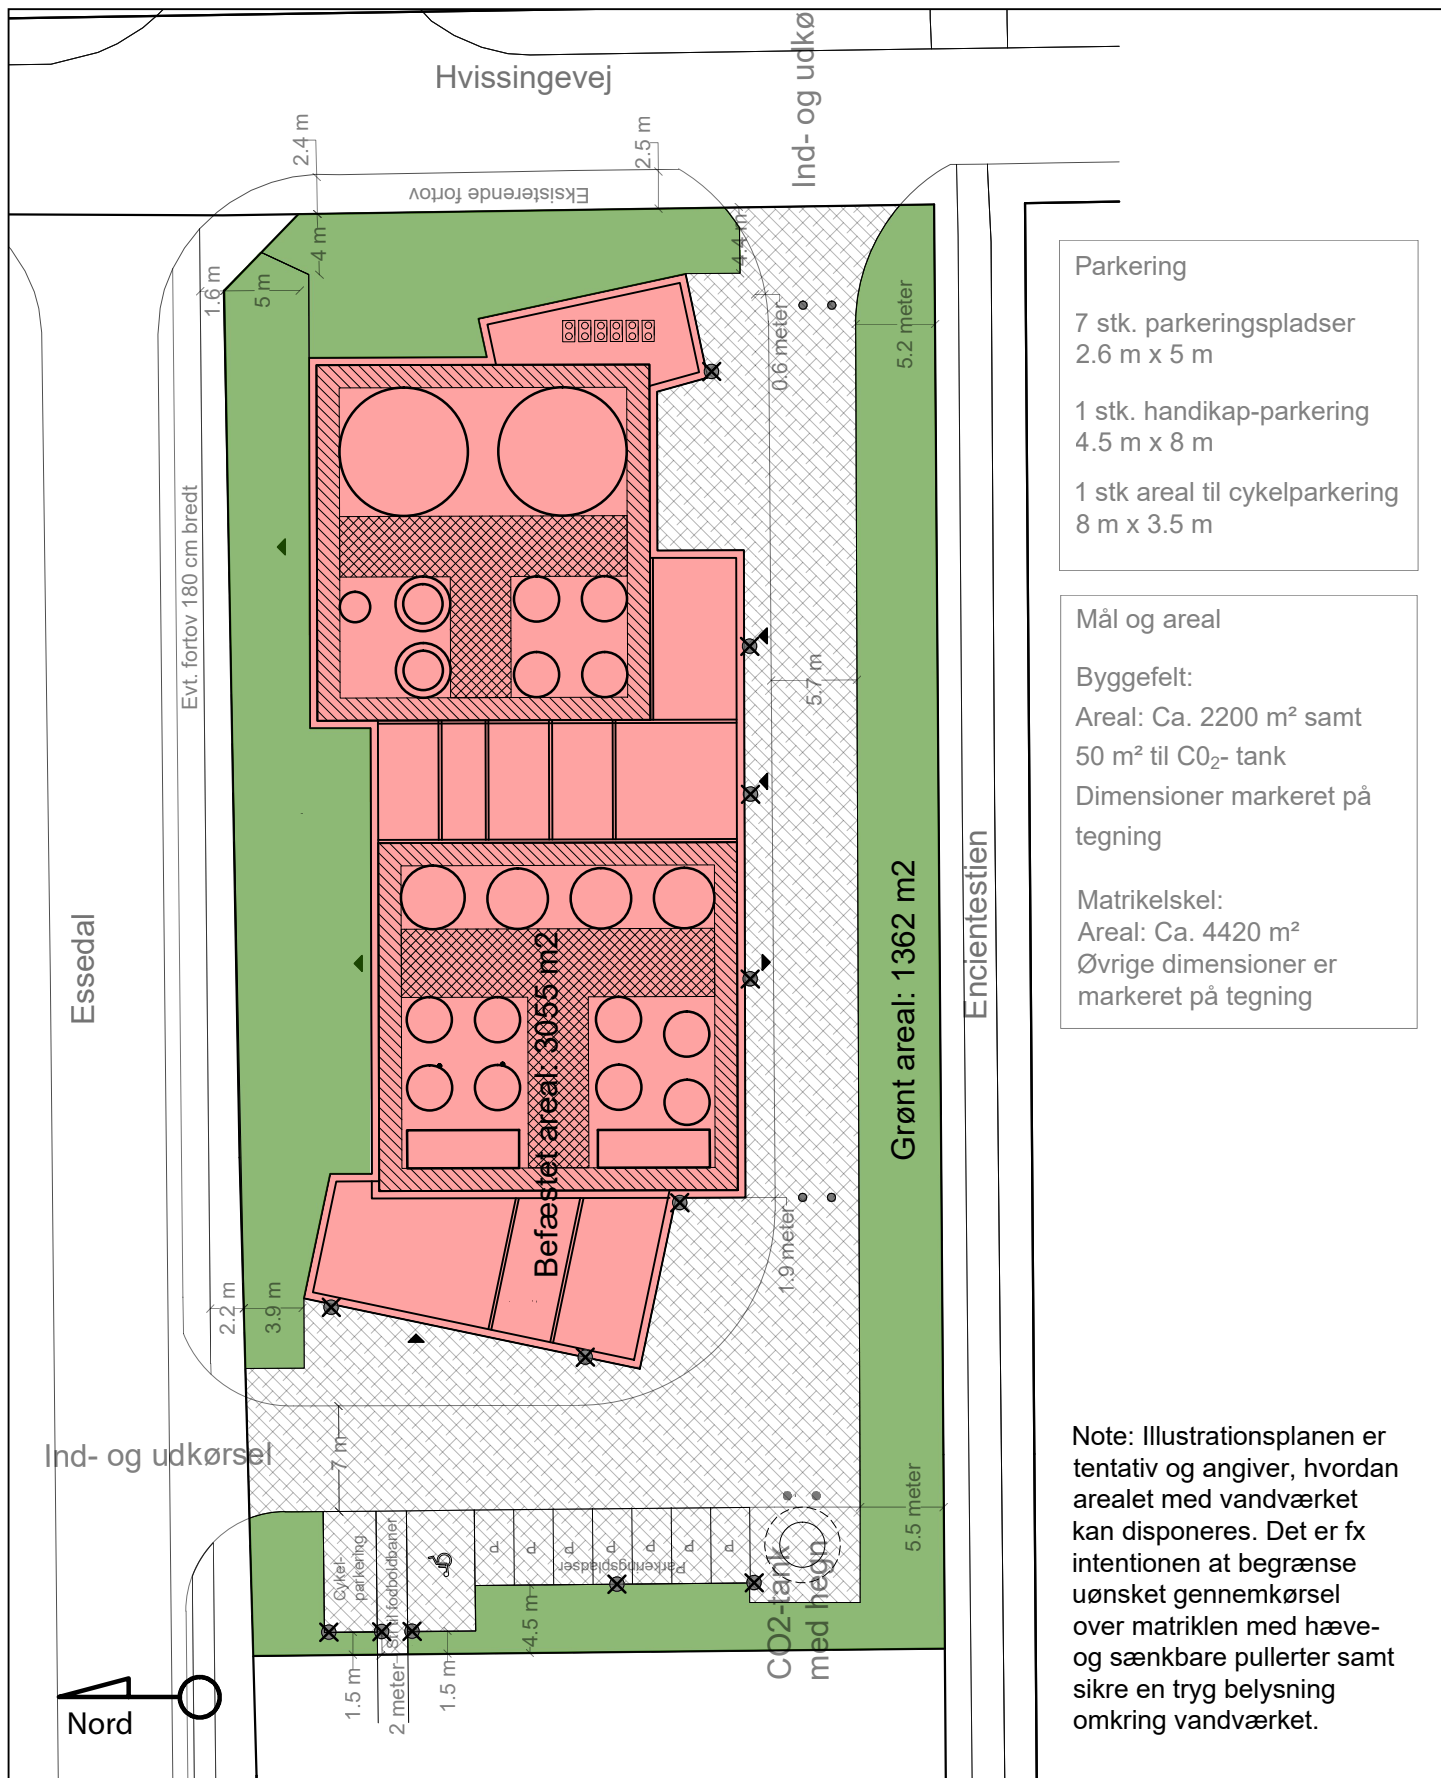 Hvissingevej
Ind- og udkø
2.4 m
2.5 m
Eksisterende fortov
4 m
4.4 m
1.6 m
5 m
0.6 meter
5.2 meter
Evt. fortov 180 cm bredt
5.7 m
Essedal
Encientestien
Grønt areal: 1362 m2
Befæstet areal: 3055 m2
2.2 m
3.9 m
1.9 meter
Ind- og udkørsel
7 m
5.5 meter
Cykel-
parkering
Sti til fodboldbaner
P P P P P P P
Parkeringspladser
CO2-tank
med hegn
4.5 m
1.5 m
2 meter
1.5 m
Nord
Parkering
7 stk. parkeringspladser
2.6 m x 5 m
1 stk. handikap-parkering
4.5 m x 8 m
1 stk areal til cykelparkering
8 m x 3.5 m
Mål og areal
Byggefelt:
Areal: Ca. 2200 m² samt
50 m² til C0₂- tank
Dimensioner markeret på
tegning
Matrikelskel:
Areal: Ca. 4420 m²
Øvrige dimensioner er
markeret på tegning
Note: Illustrationsplanen er
tentativ og angiver, hvordan
arealet med vandværket
kan disponeres. Det er fx
intentionen at begrænse
uønsket gennemkørsel
over matriklen med hæve-
og sænkbare pullerter samt
sikre en tryg belysning
omkring vandværket.